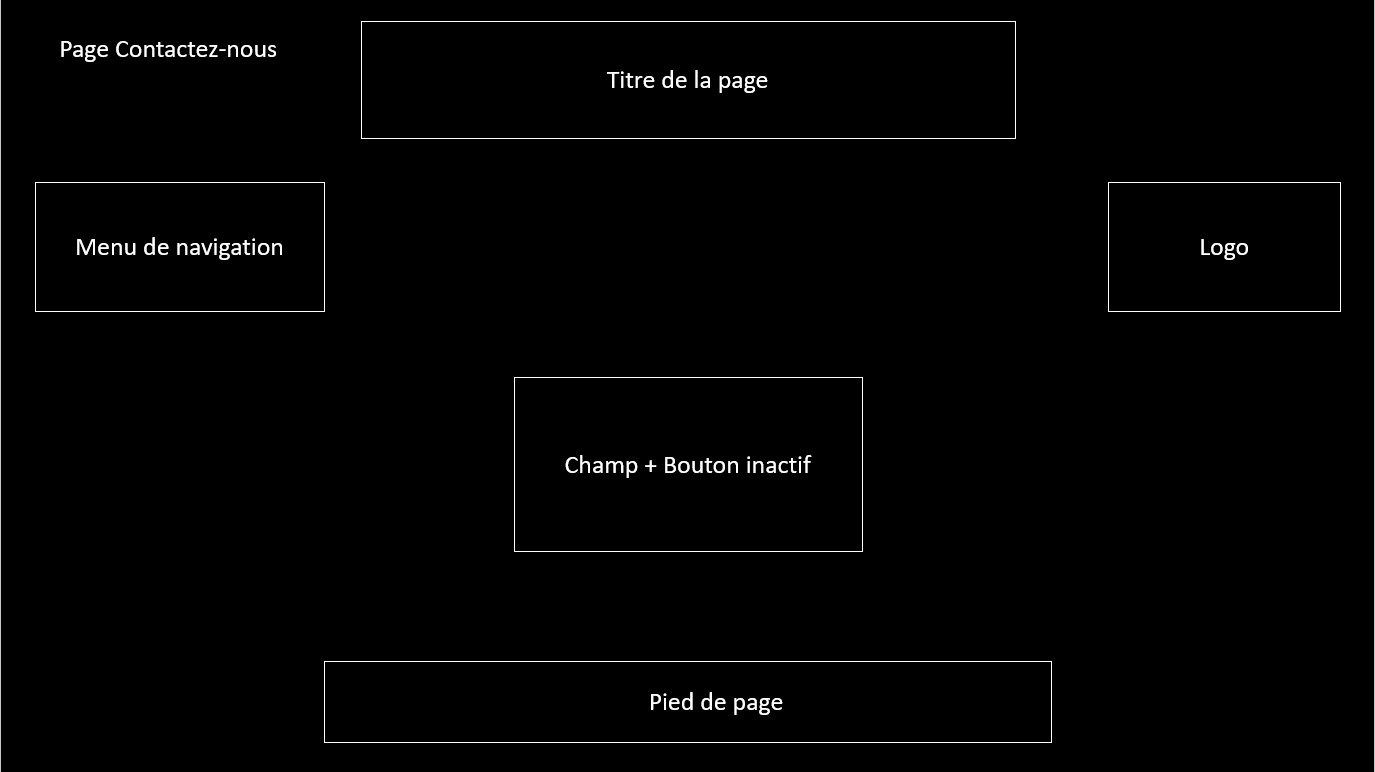 Page Contactez-nous
Titre de la page
Menu de navigation
Logo
Champ + Bouton inactif
Pied de page